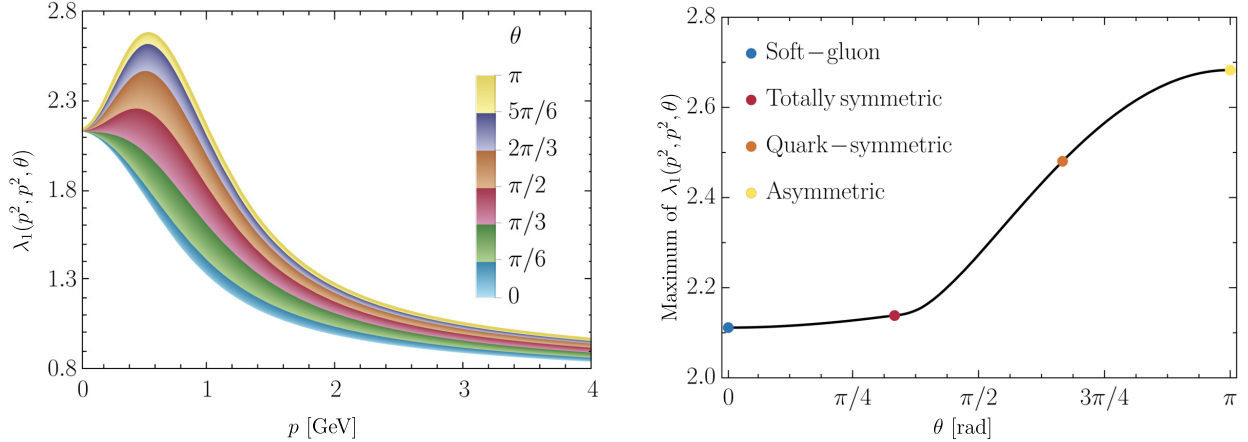 2.8
2.3
1.8
1.3
0.8
λ₁(p², p², θ)
θ
π
5π/6
2π/3
π/2
π/3
π/6
0
0 1 2 3 4
p [GeV]
2.8
2.6
2.4
2.2
2.0
Maximum of λ₁(p², p², θ)
Soft−gluon
Totally symmetric
Quark−symmetric
Asymmetric
0 π/4 π/2 3π/4 π
θ [rad]